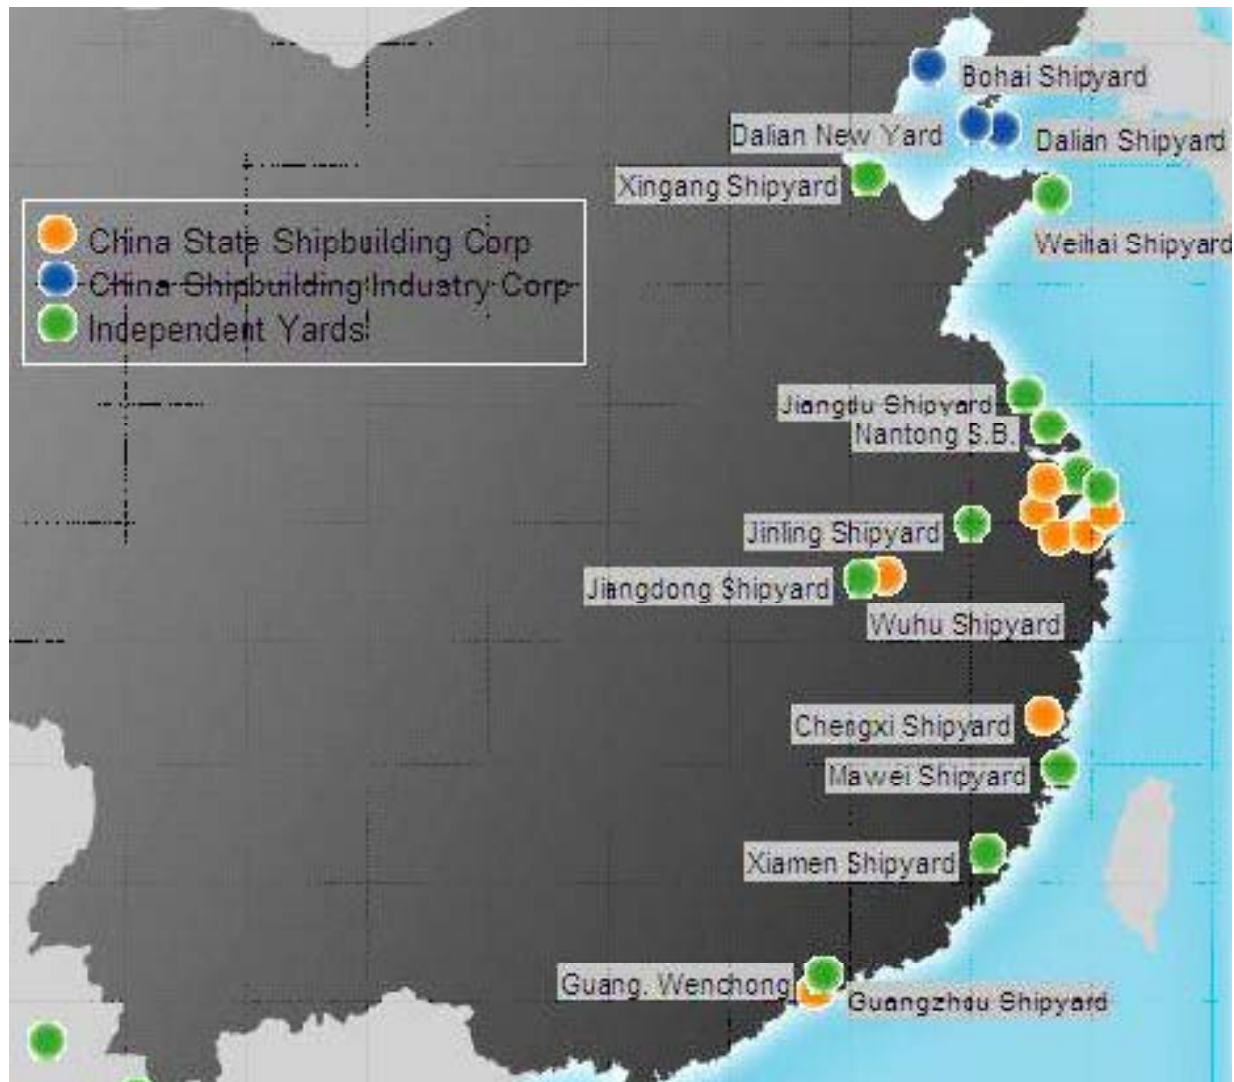 Bohai Shipyard
Dalian New Yard
Dalian Shipyard
Xingang Shipyard
Weihai Shipyard
China State Shipbuilding Corp
China Shipbuilding Industry Corp
Independent Yards
Jiangdu Shipyard
Nantong S.B.
Jinling Shipyard
Jiangdong Shipyard
Wuhu Shipyard
Chengxi Shipyard
Mawei Shipyard
Xiamen Shipyard
Guang. Wenchong
Guangzhou Shipyard